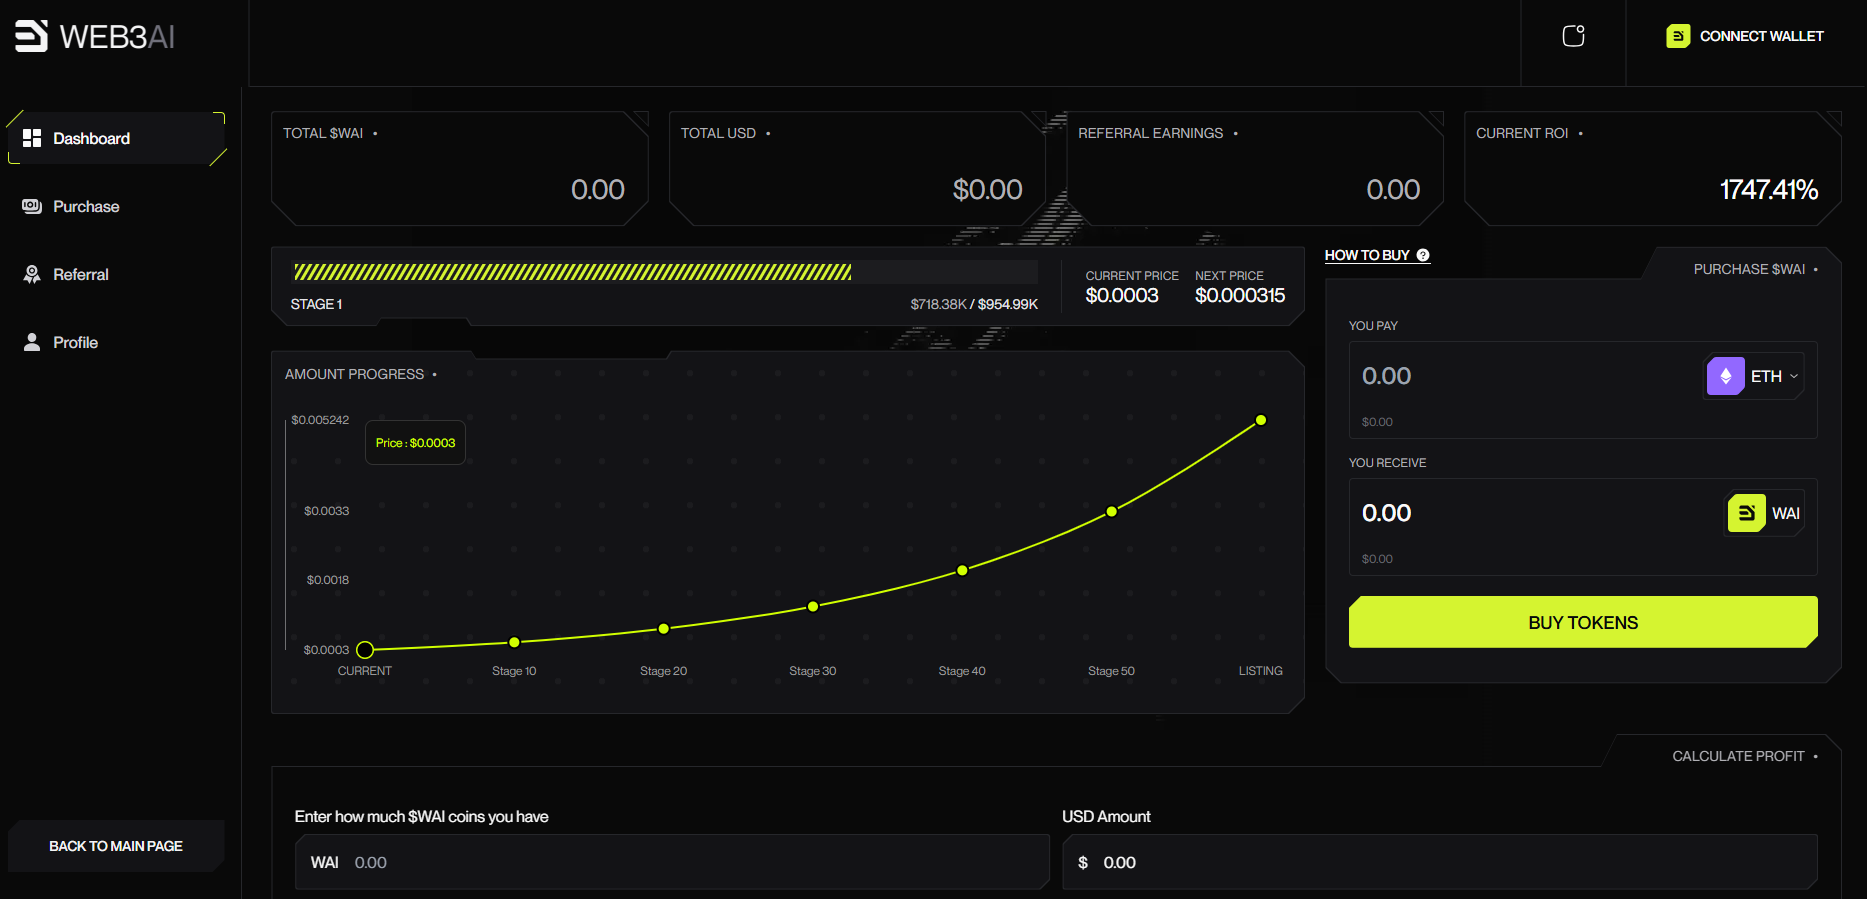 WEB3AI
CONNECT WALLET
Dashboard
Purchase
Referral
Profile
BACK TO MAIN PAGE
TOTAL $WAI •
0.00
TOTAL USD •
$0.00
REFERRAL EARNINGS •
0.00
CURRENT ROI •
1747.41%
STAGE 1
$718.38K / $954.99K
CURRENT PRICE
$0.0003
NEXT PRICE
$0.000315
AMOUNT PROGRESS •
$0.005242
$0.0033
$0.0018
$0.0003
Price : $0.0003
CURRENT
Stage 10
Stage 20
Stage 30
Stage 40
Stage 50
LISTING
HOW TO BUY ?
PURCHASE $WAI •
YOU PAY
0.00
ETH
$0.00
YOU RECEIVE
0.00
WAI
$0.00
BUY TOKENS
CALCULATE PROFIT •
Enter how much $WAI coins you have
WAI 0.00
USD Amount
$ 0.00